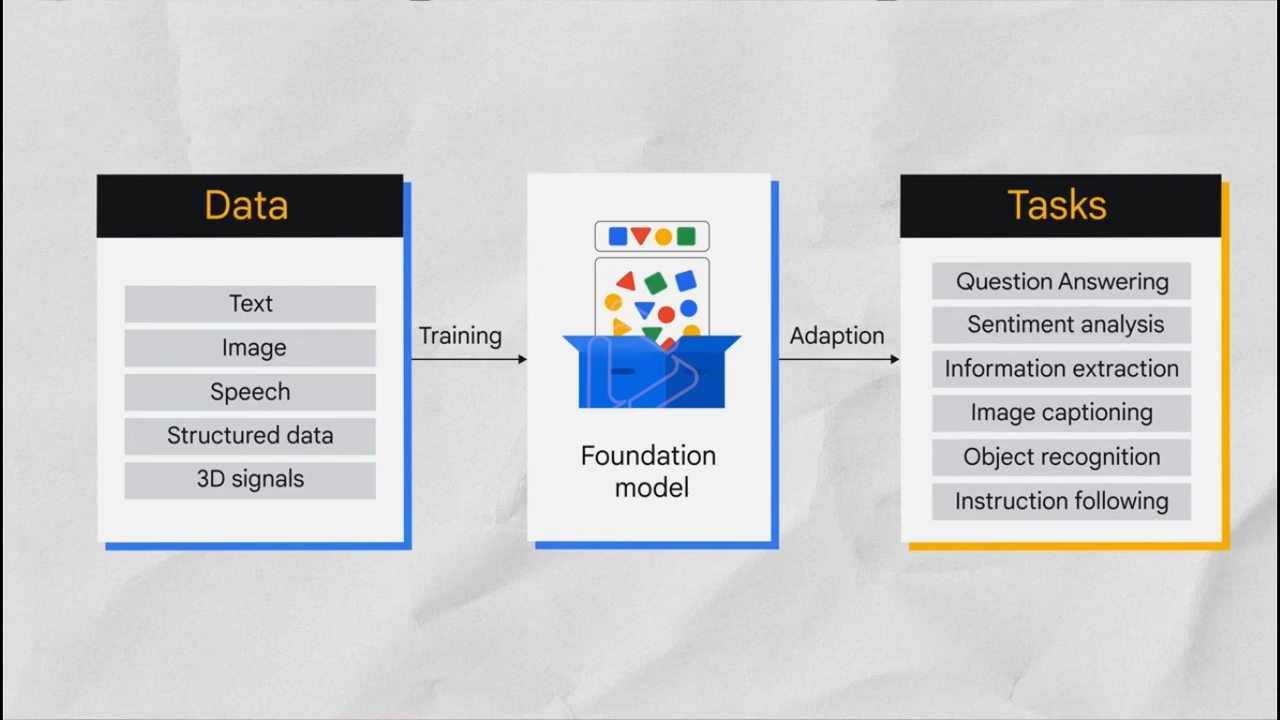 Data
Text
Image
Speech
Structured data
3D signals
Training
Foundation
model
Adaption
Tasks
Question Answering
Sentiment analysis
Information extraction
Image captioning
Object recognition
Instruction following